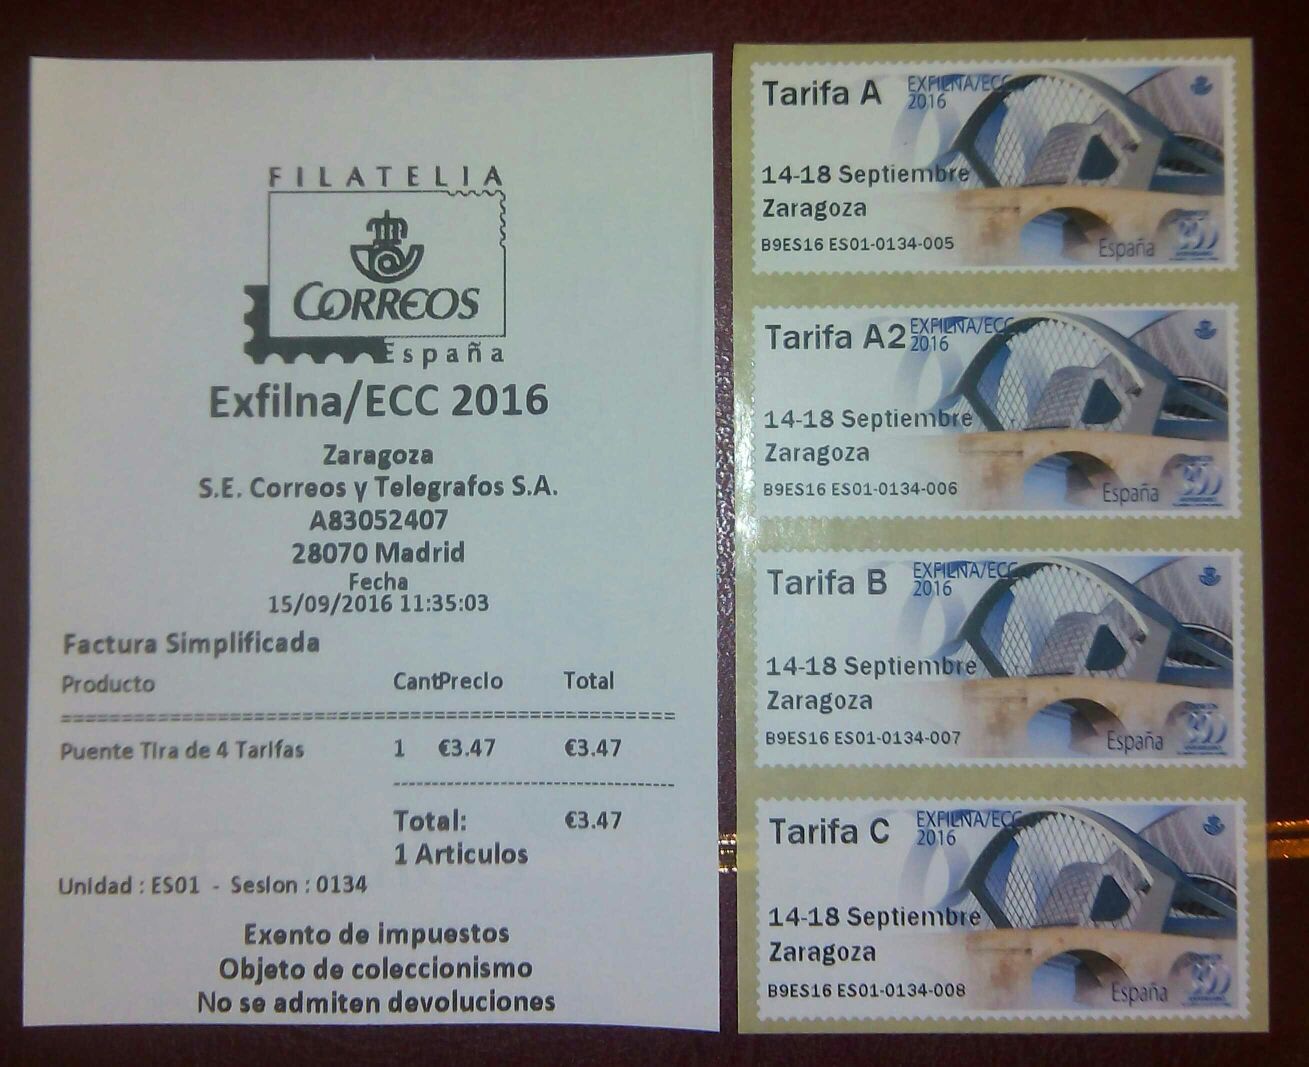 FILATELIA
CORREOS
España
Exfilna/ECC 2016
Zaragoza
S.E. Correos y Telegrafos S.A.
A83052407
28070 Madrid
Fecha
15/09/2016 11:35:03
Factura Simplificada
Producto CantPrecio Total
================================================
Puente Tira de 4 Tarifas 1 €3.47 €3.47
--------------------------------
Total: €3.47
1 Articulos
Unidad : ES01 - Sesion : 0134
Exento de impuestos
Objeto de coleccionismo
No se admiten devoluciones
Tarifa A EXFILNA/ECC
2016
14-18 Septiembre
Zaragoza
B9ES16 ES01-0134-005
España
300
Tarifa A2 EXFILNA/ECC
2016
14-18 Septiembre
Zaragoza
B9ES16 ES01-0134-006
España
300
Tarifa B EXFILNA/ECC
2016
14-18 Septiembre
Zaragoza
B9ES16 ES01-0134-007
España
300
Tarifa C EXFILNA/ECC
2016
14-18 Septiembre
Zaragoza
B9ES16 ES01-0134-008
España
300